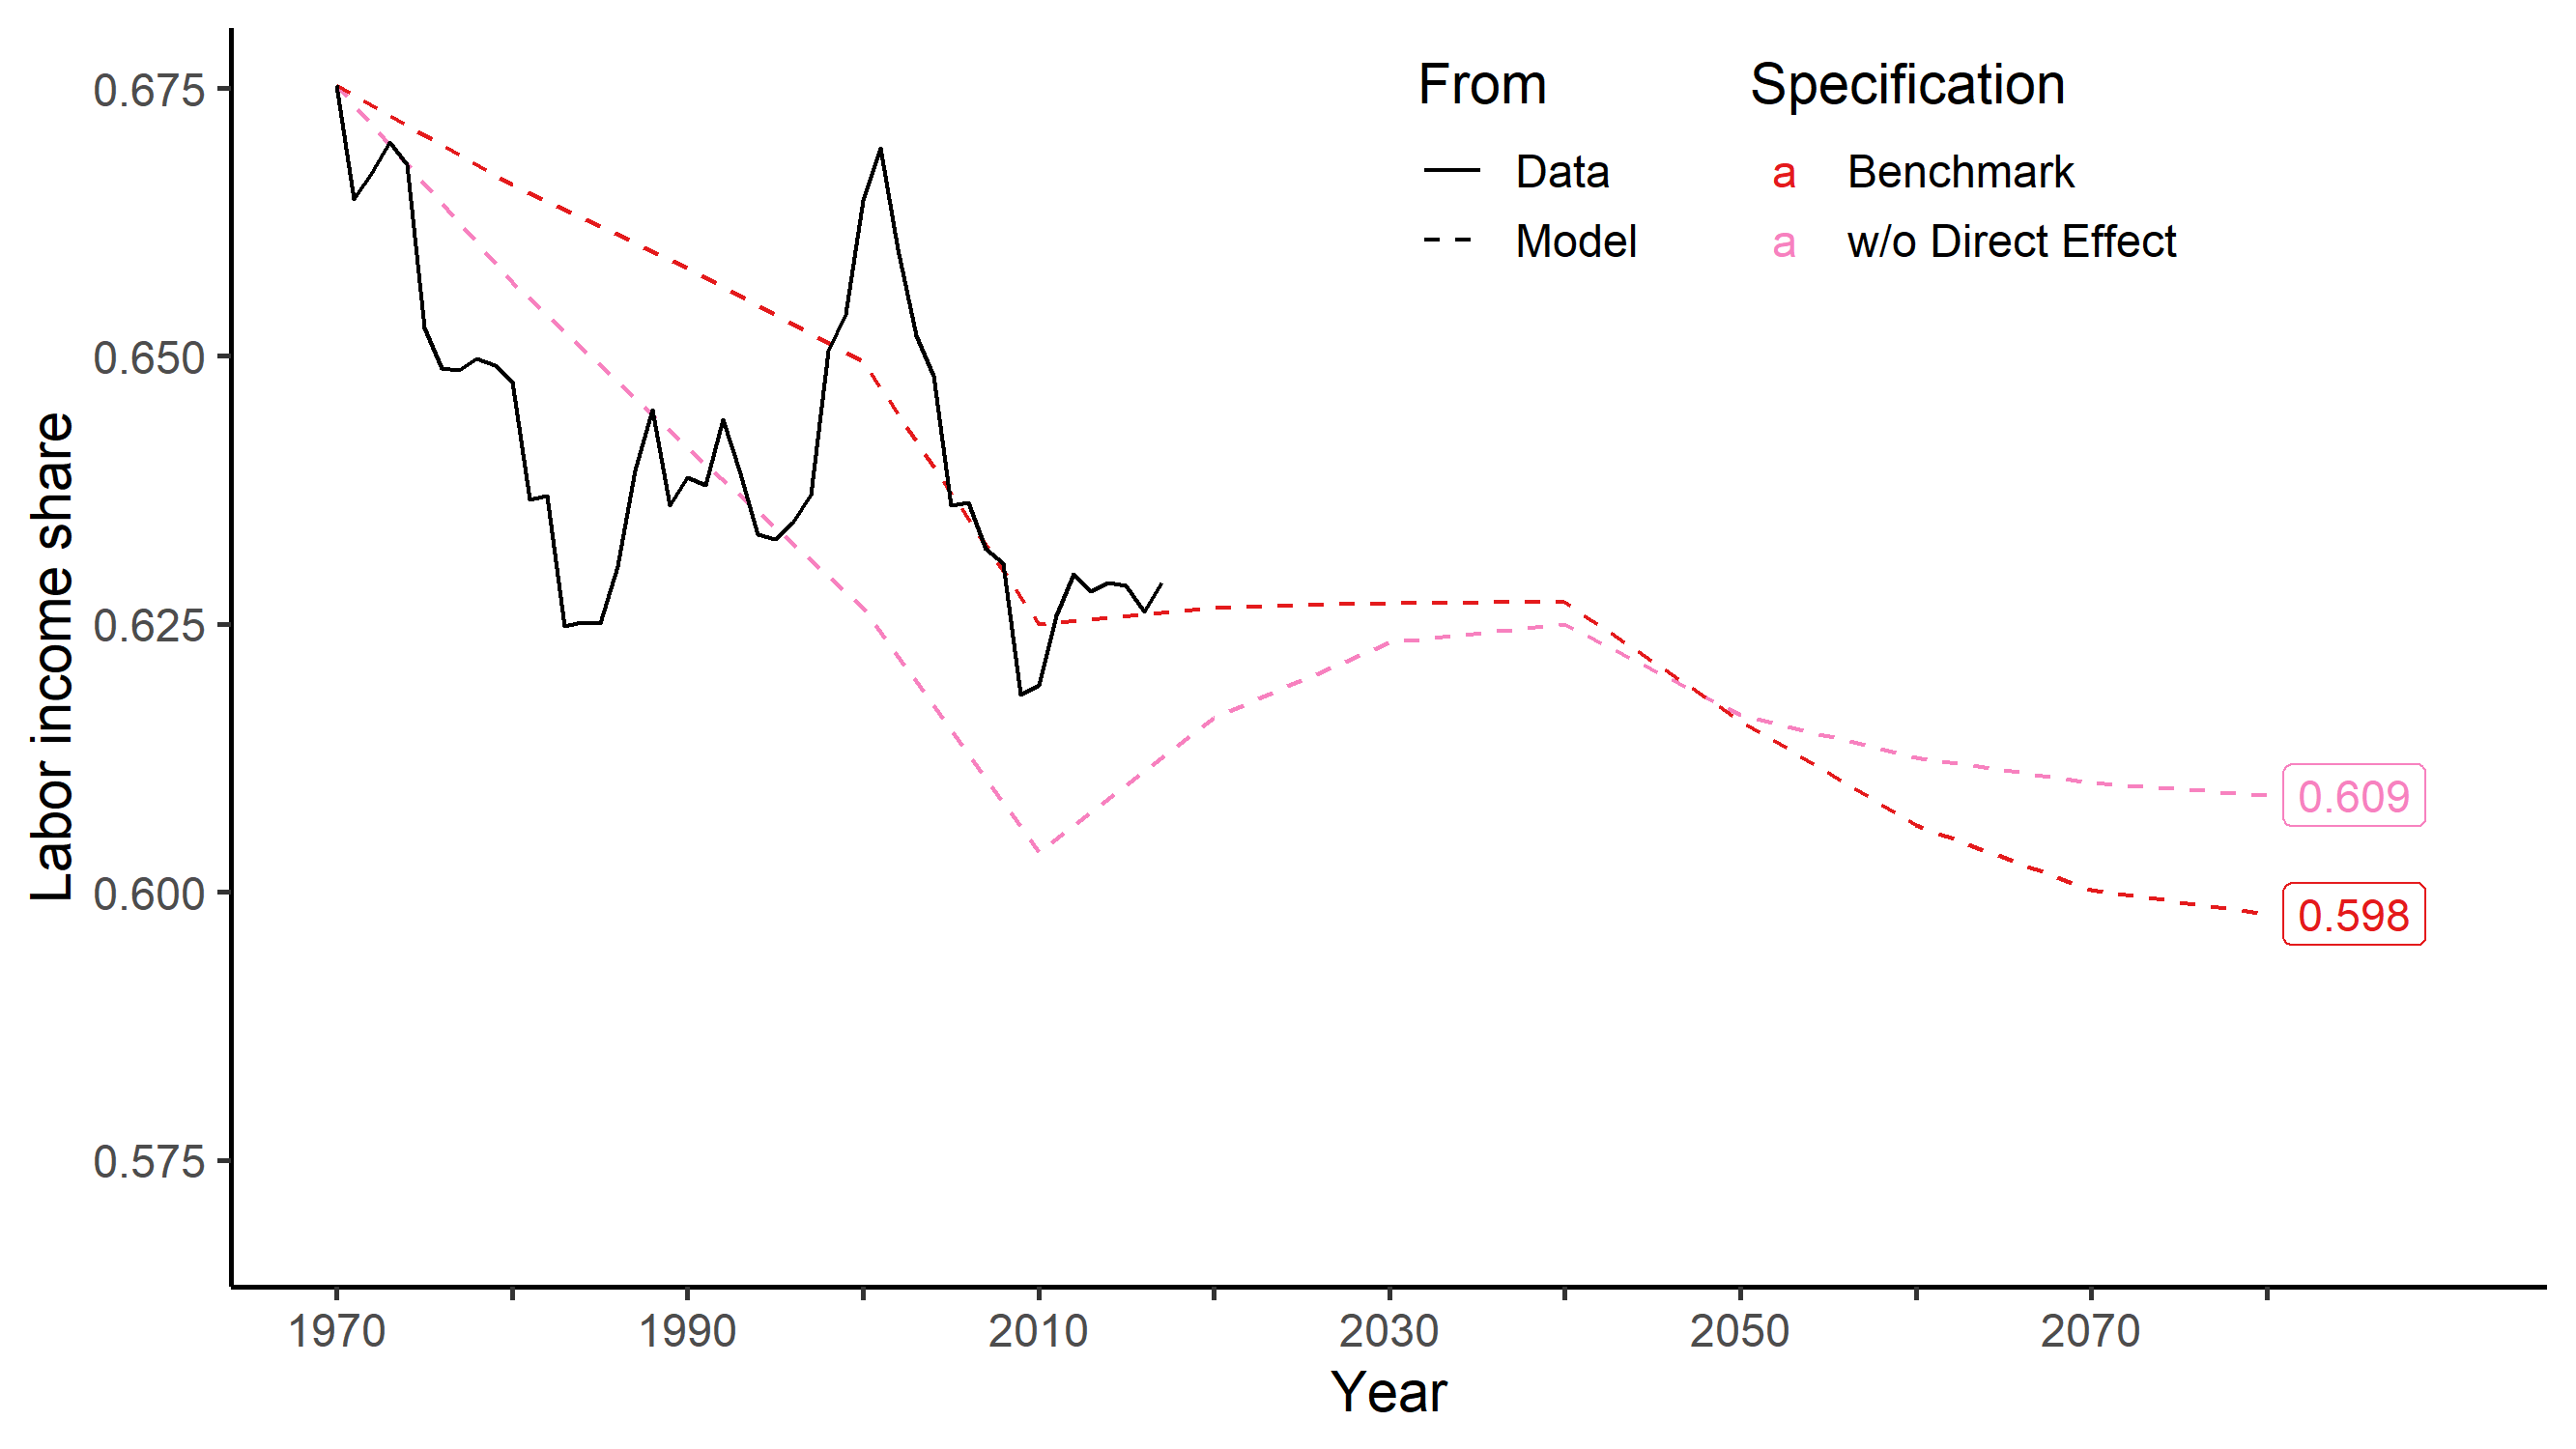 From
Specification
Data
Model
a Benchmark
a w/o Direct Effect
Labor income share
0.675
0.650
0.625
0.600
0.575
0.609
0.598
1970 1990 2010 2030 2050 2070
Year